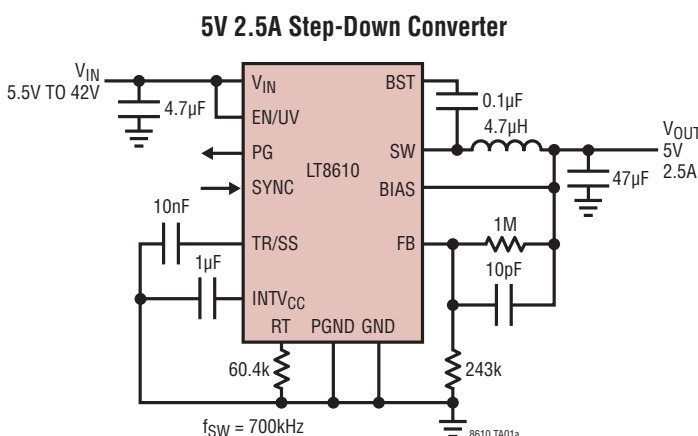 5V 2.5A Step-Down Converter
VIN
5.5V TO 42V
4.7µF
VIN
EN/UV
PG
SYNC
TR/SS
INTVCC
RT
PGND
GND
LT8610
BST
SW
BIAS
FB
0.1µF
4.7µH
VOUT
5V
2.5A
47µF
10nF
1µF
1M
10pF
60.4k
243k
fSW = 700kHz
8610 TA01a